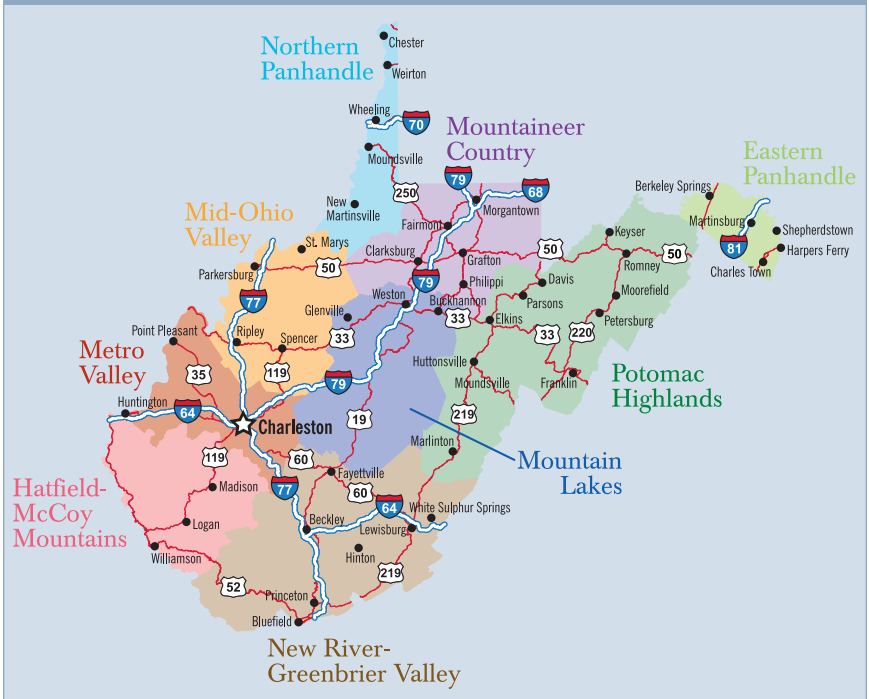 Northern
Panhandle
Chester
Weirton
Wheeling
70
Moundsville
Mountaineer
Country
79
68
250
Morgantown
New
Martinsville
Fairmont
Eastern
Panhandle
Berkeley Springs
Martinsburg
Shepherdstown
81
Harpers Ferry
Charles Town
Mid-Ohio
Valley
St. Marys
Parkersburg
50
77
Clarksburg
Grafton
50
Keyser
Romney
50
79
Philippi
Davis
Weston
Buckhannon
Parsons
Moorefield
Glenville
33
Elkins
33
220
Petersburg
Point Pleasant
Ripley
Spencer
33
Metro
Valley
35
119
79
Huttonsville
Moundsville
Franklin
Potomac
Highlands
Huntington
64
Charleston
19
219
Marlinton
119
60
Mountain
Lakes
Fayettville
Hatfield-
McCoy
Mountains
Madison
77
60
64
White Sulphur Springs
Logan
Beckley
Lewisburg
Williamson
Hinton
52
219
Princeton
Bluefield
New River-
Greenbrier Valley